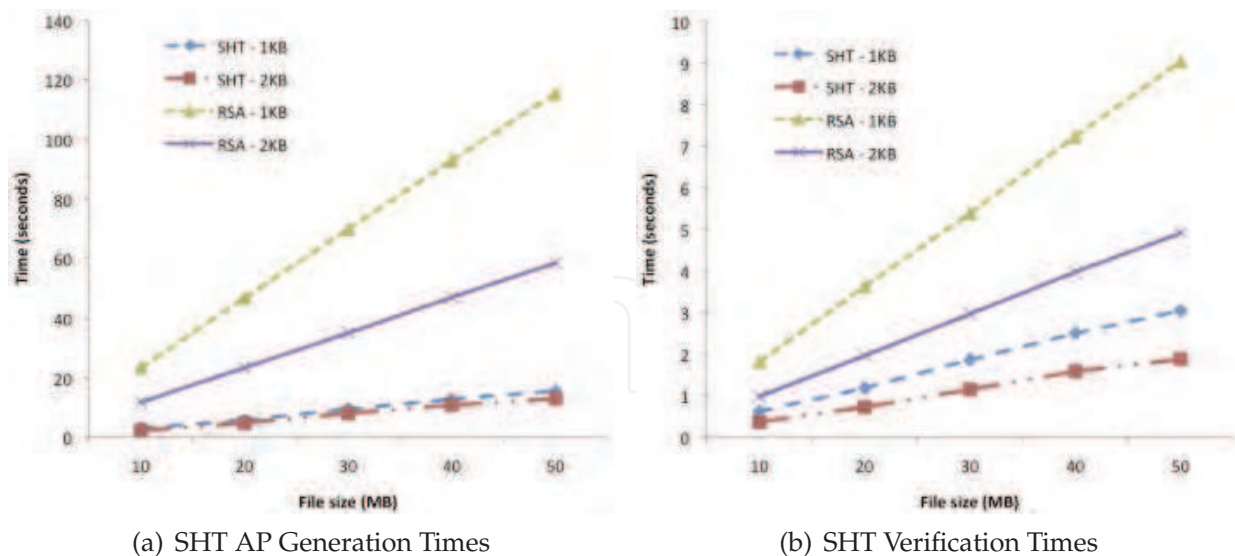 140
120
100
80
60
40
20
0
Time (seconds)
SHT - 1KB
SHT - 2KB
RSA - 1KB
RSA - 2KB
10 20 30 40 50
File size (MB)
(a) SHT AP Generation Times
10
9
8
7
6
5
4
3
2
1
0
Time (seconds)
SHT - 1KB
SHT - 2KB
RSA - 1KB
RSA - 2KB
10 20 30 40 50
File size (MB)
(b) SHT Verification Times